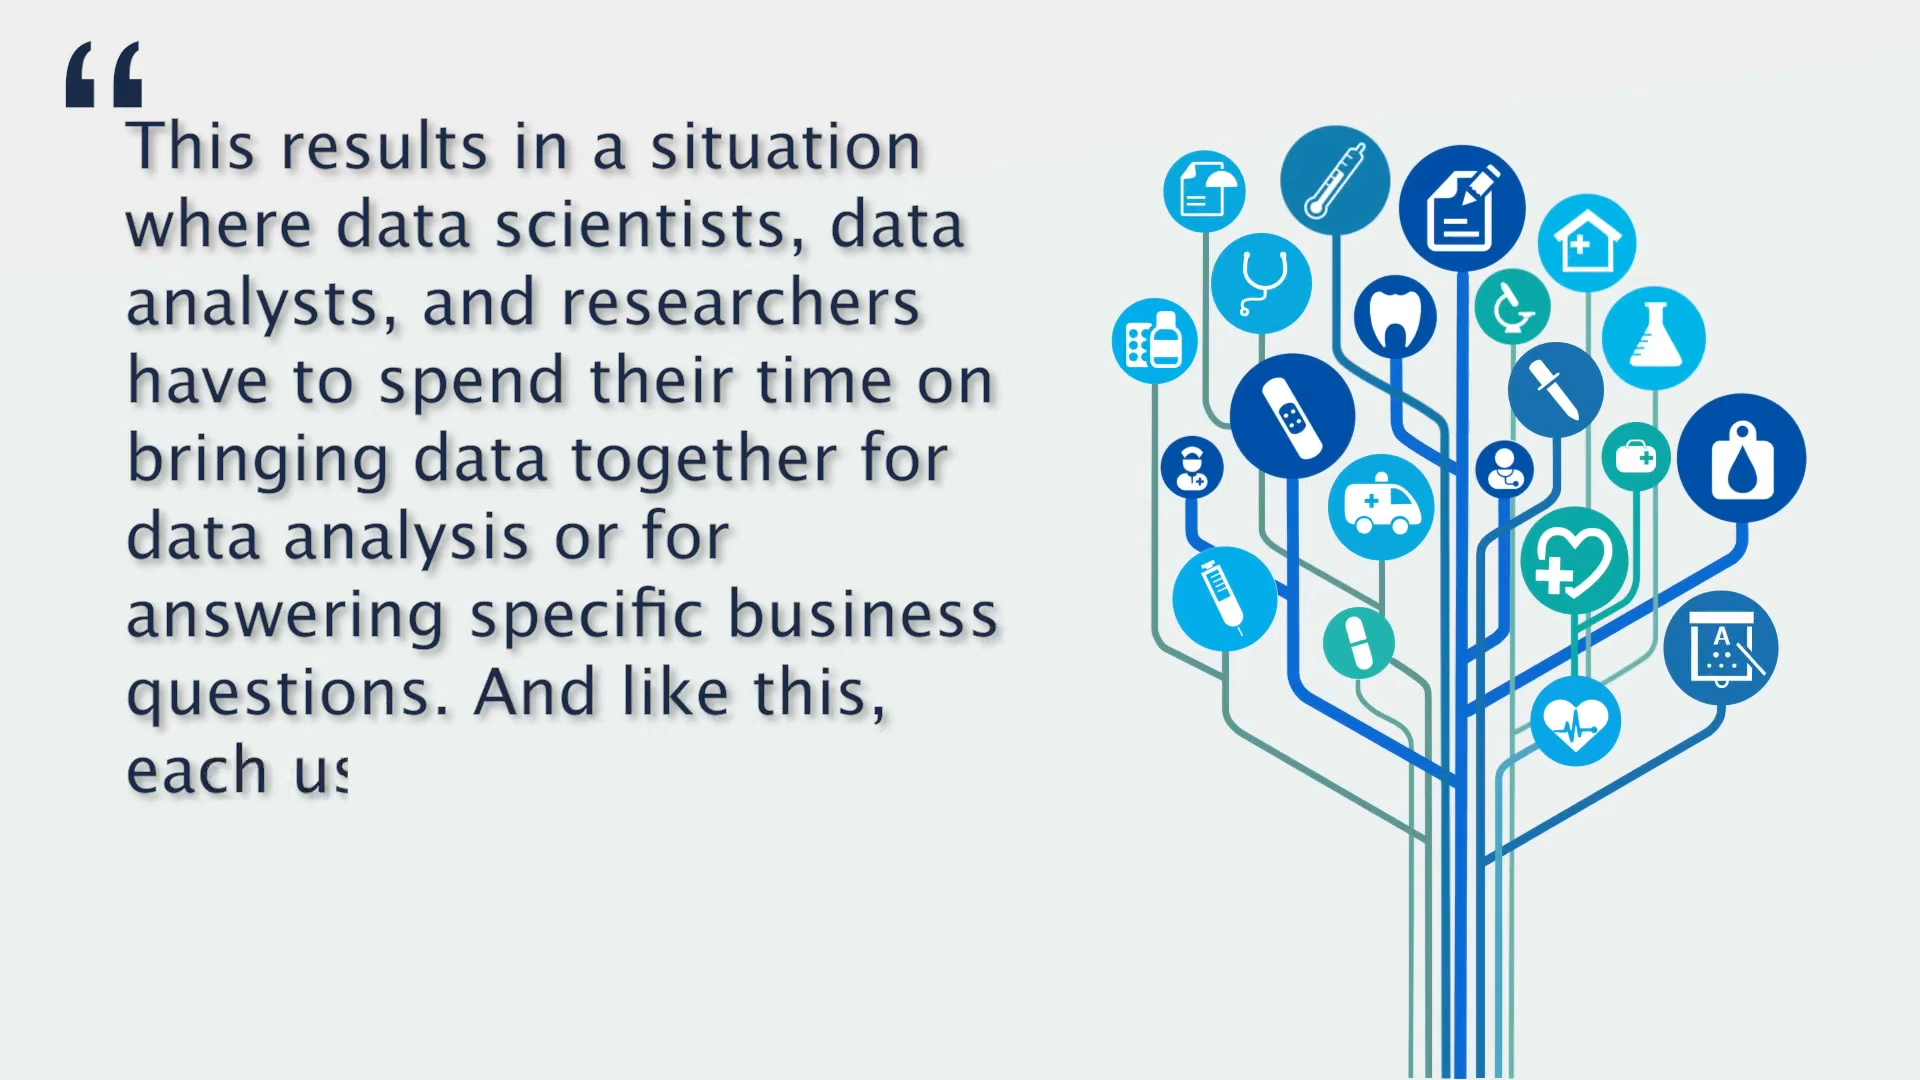 “
This results in a situation
where data scientists, data
analysts, and researchers
have to spend their time on
bringing data together for
data analysis or for
answering specific business
questions. And like this,
each us
A